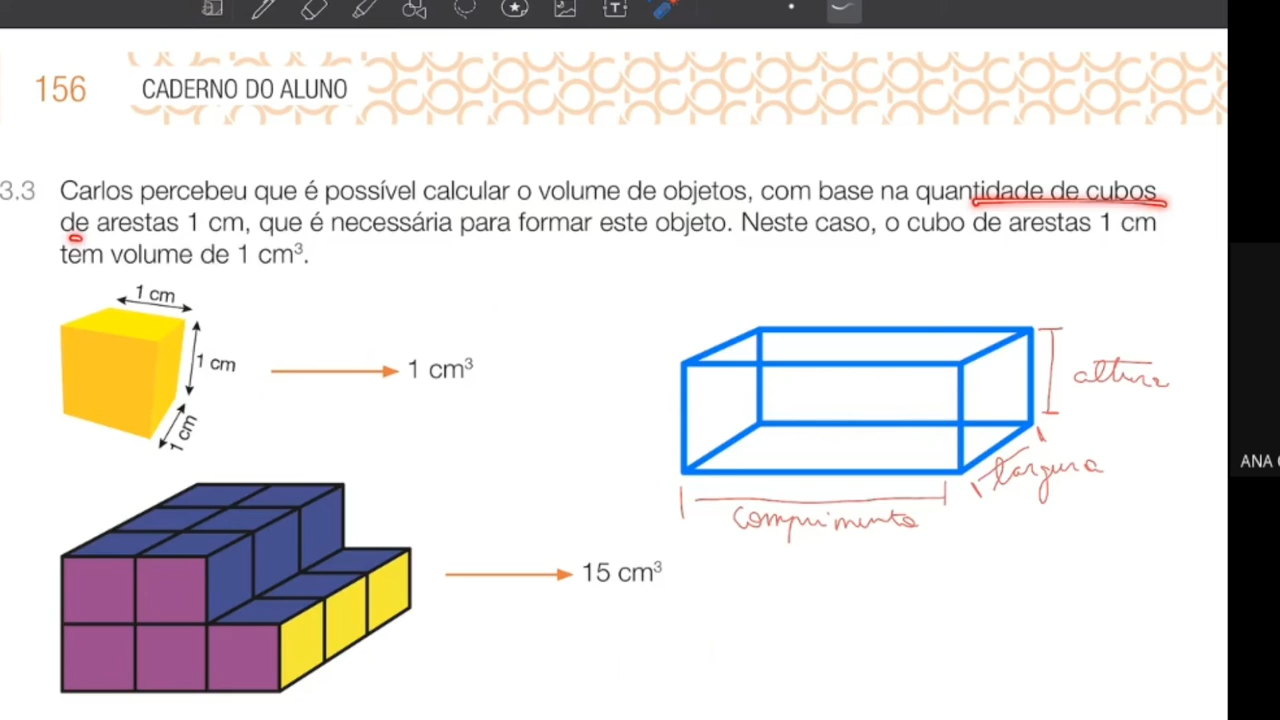 156 CADERNO DO ALUNO
3.3 Carlos percebeu que é possível calcular o volume de objetos, com base na quantidade de cubos
de arestas 1 cm, que é necessária para formar este objeto. Neste caso, o cubo de arestas 1 cm
tem volume de 1 cm³.
1 cm
1 cm
1 cm
1 cm³
altura
largura
comprimento
15 cm³
ANA